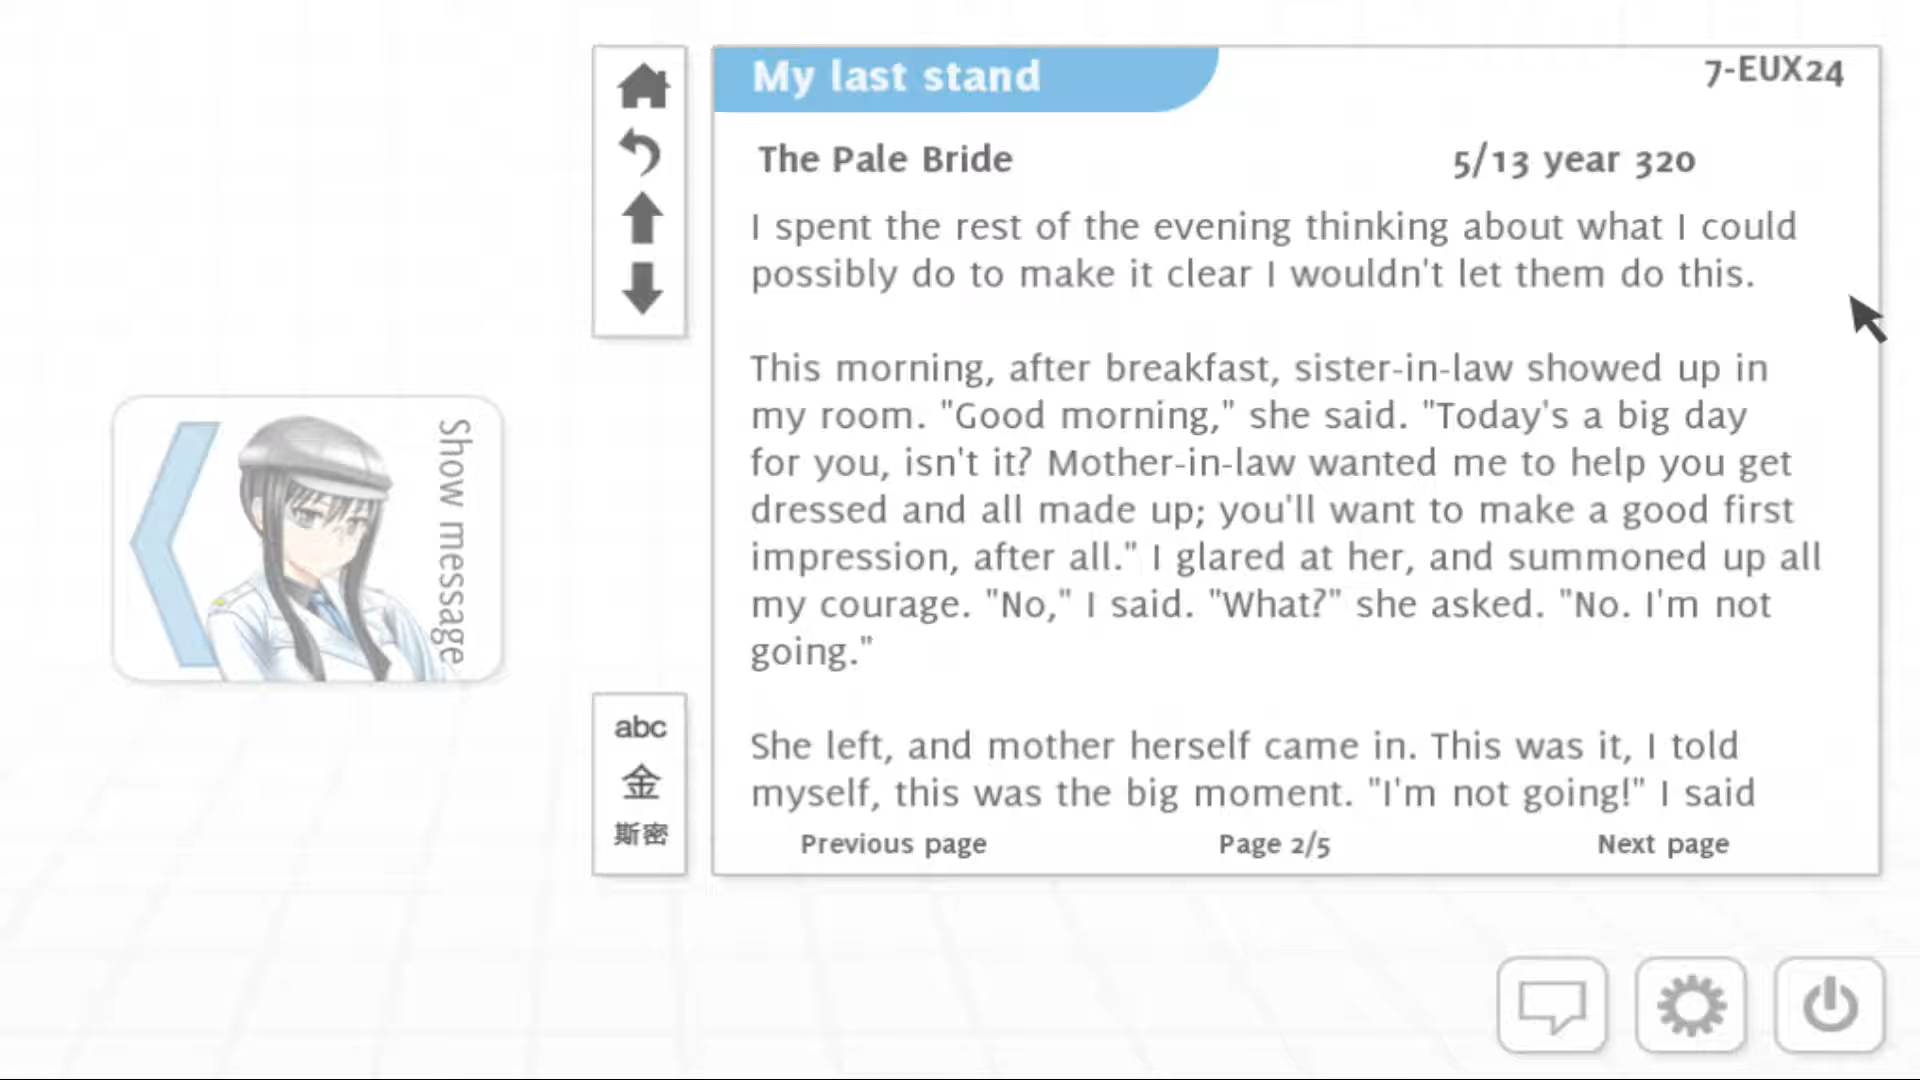 My last stand
7-EUX24
The Pale Bride
5/13 year 320
I spent the rest of the evening thinking about what I could
possibly do to make it clear I wouldn't let them do this.
This morning, after breakfast, sister-in-law showed up in
my room. "Good morning," she said. "Today's a big day
for you, isn't it? Mother-in-law wanted me to help you get
dressed and all made up; you'll want to make a good first
impression, after all." I glared at her, and summoned up all
my courage. "No," I said. "What?" she asked. "No. I'm not
going."
She left, and mother herself came in. This was it, I told
myself, this was the big moment. "I'm not going!" I said
Previous page
Page 2/5
Next page
Show message
abc
金
斯密